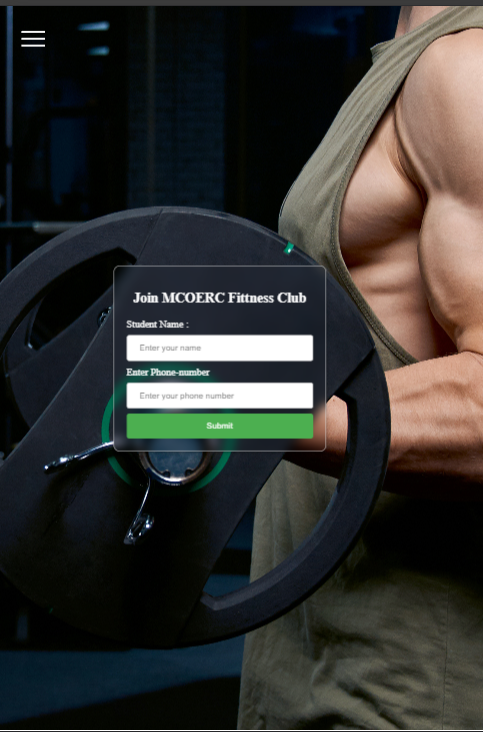 Join MCOERC Fittness Club
Student Name :
Enter your name
Enter Phone-number
Enter your phone number
Submit